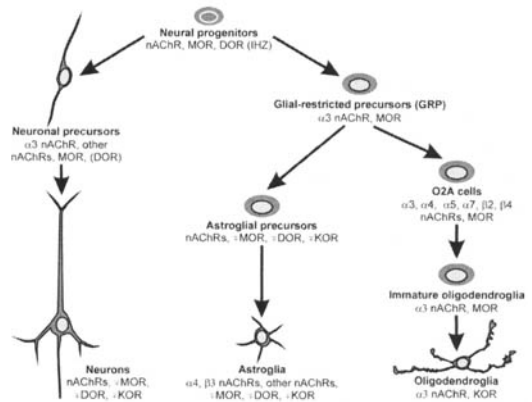 Neural progenitors
nAChR, MOR, DOR (IHZ)
Glial-restricted precursors (GRP)
α3 nAChR, MOR
Neuronal precursors
α3 nAChR, other
nAChRs, MOR, (DOR)
O2A cells
α3, α4, α5, α7, β2, β4
nAChRs, MOR
Astroglial precursors
nAChRs, ±MOR, ±DOR, ±KOR
Immature oligodendroglia
α3 nAChR, MOR
Neurons
nAChRs, ±MOR,
±DOR, ±KOR
Astroglia
α4, β3 nAChRs, other nAChRs,
±MOR, ±DOR, ±KOR
Oligodendroglia
α3 nAChR, KOR